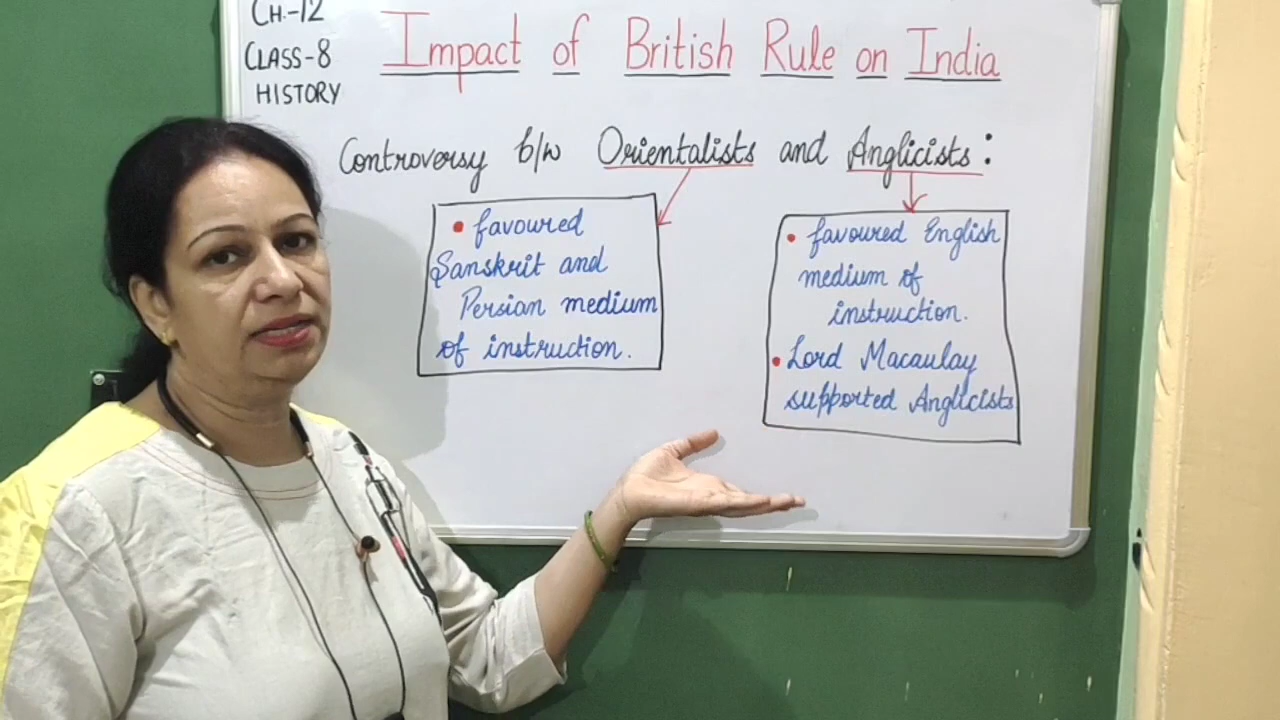 CH.-12
CLASS-8
HISTORY
Impact of British Rule on India
Controversy b/w Orientalists and Anglicists:
• favoured
Sanskrit and
Persian medium
of instruction.
• favoured English
medium of
instruction.
• Lord Macaulay
supported Anglicists